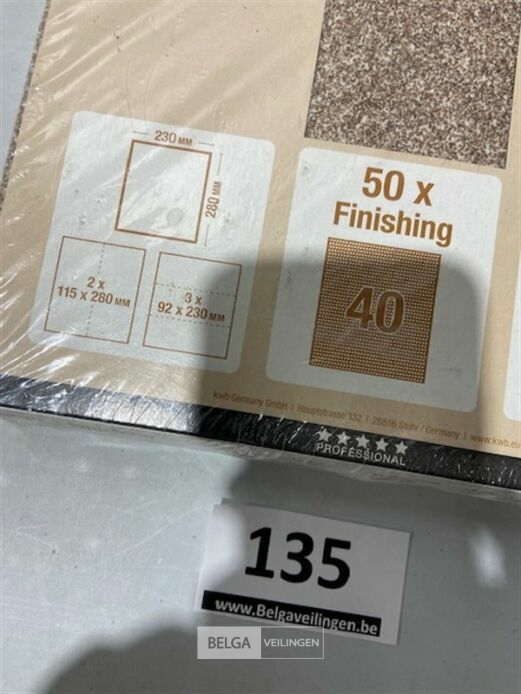 230 MM
280 MM
2 x
115 x 280 MM
3 x
92 x 230 MM
50 x
Finishing
40
kwb Germany GmbH | Hauptstrasse 132 | 28816 Stuhr / Germany | www.kwb.eu
PROFESSIONAL
135
www.Belgaveilingen.be
BELGA VEILINGEN